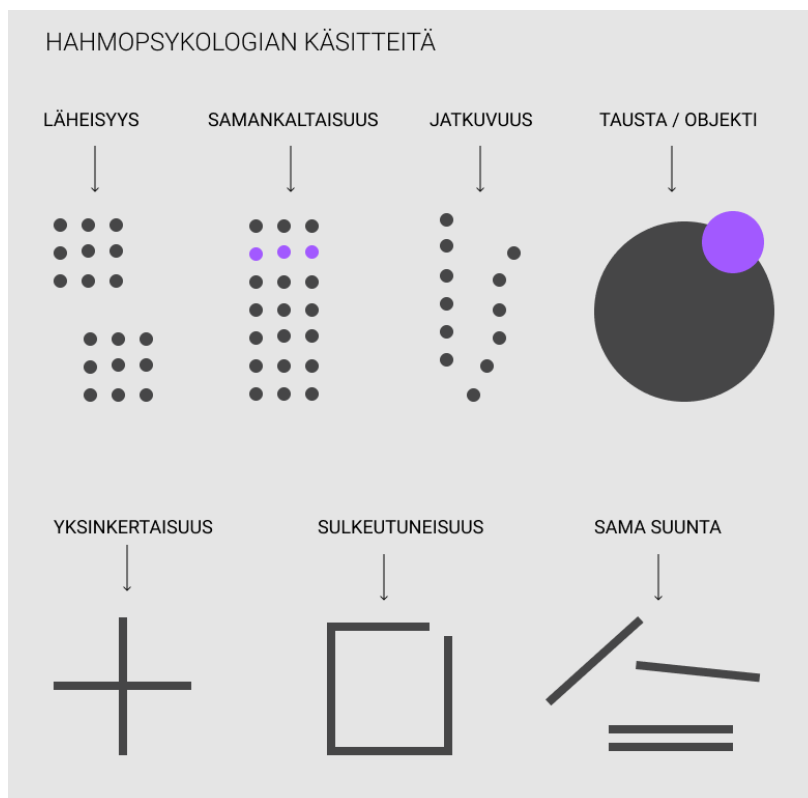 HAHMOPSYKOLOGIAN KÄSITTEITÄ
LÄHEISYYS
SAMANKALTAISUUS
JATKUVUUS
TAUSTA / OBJEKTI
YKSINKERTAISUUS
SULKEUTUNEISUUS
SAMA SUUNTA